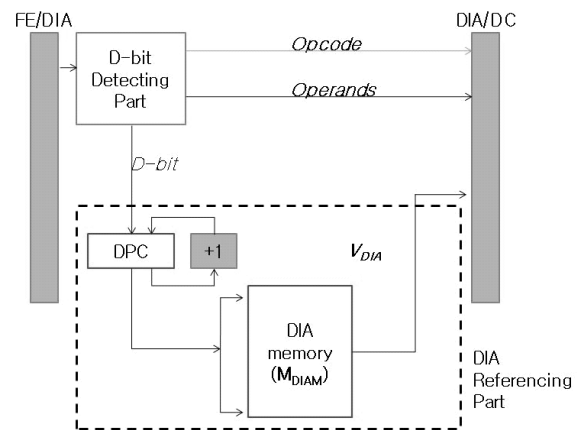 FE/DIA
DIA/DC
D-bit
Detecting
Part
Opcode
Operands
D-bit
DPC
+1
V_DIA
DIA
memory
(M_DIAM)
DIA
Referencing
Part